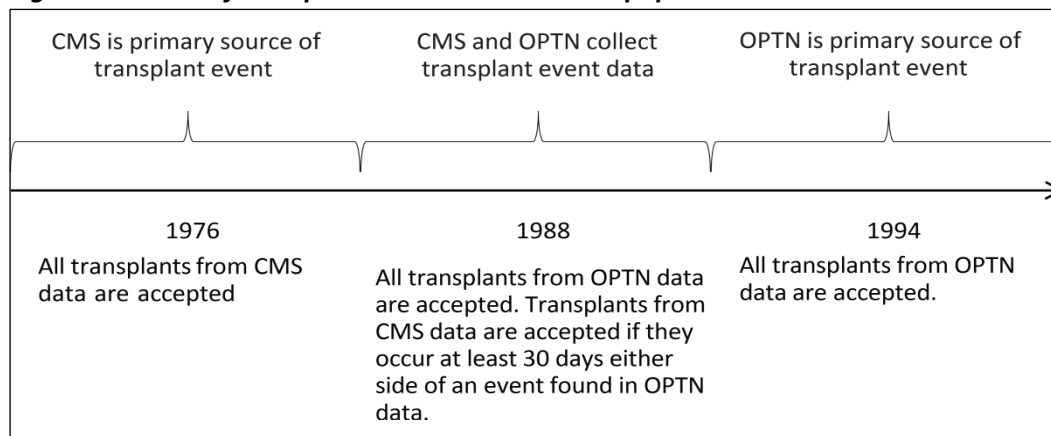 CMS is primary source of
transplant event
CMS and OPTN collect
transplant event data
OPTN is primary source of
transplant event
1976
All transplants from CMS
data are accepted
1988
All transplants from OPTN data
are accepted. Transplants from
CMS data are accepted if they
occur at least 30 days either
side of an event found in OPTN
data.
1994
All transplants from OPTN
data are accepted.